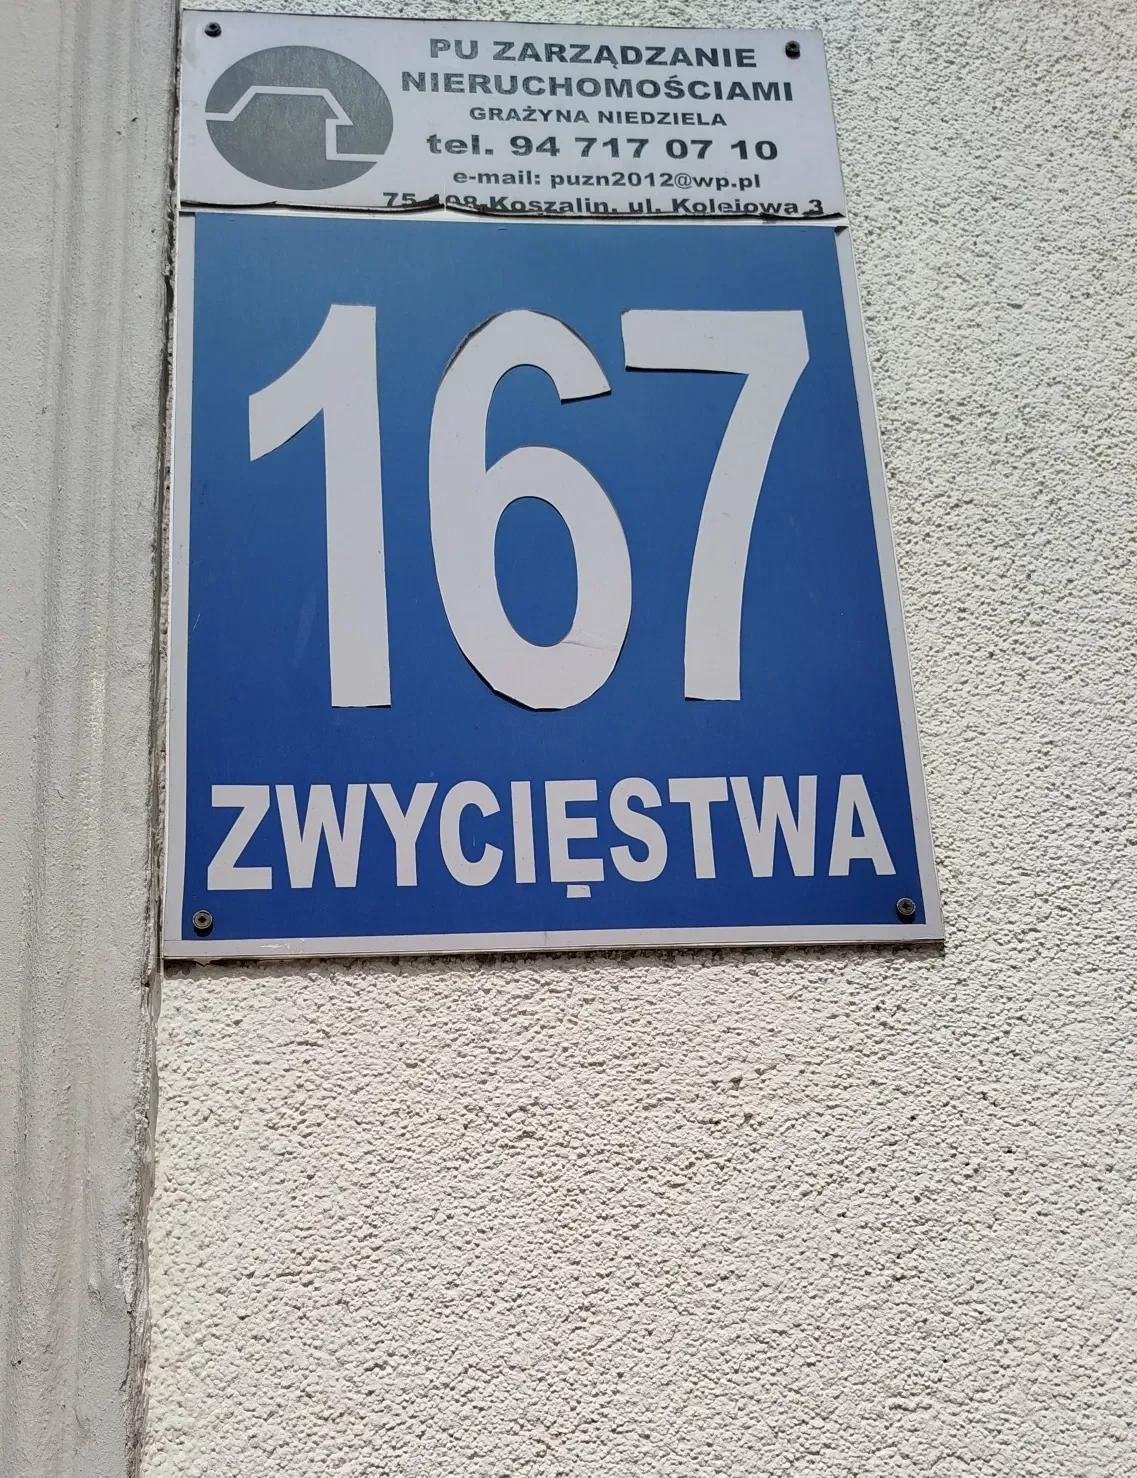 PU ZARZĄDZANIE
NIERUCHOMOŚCIAMI
GRAŻYNA NIEDZIELA
tel. 94 717 07 10
e-mail: puzn2012@wp.pl
Koszalin, ul. Kolejowa 3
167
ZWYCIĘSTWA